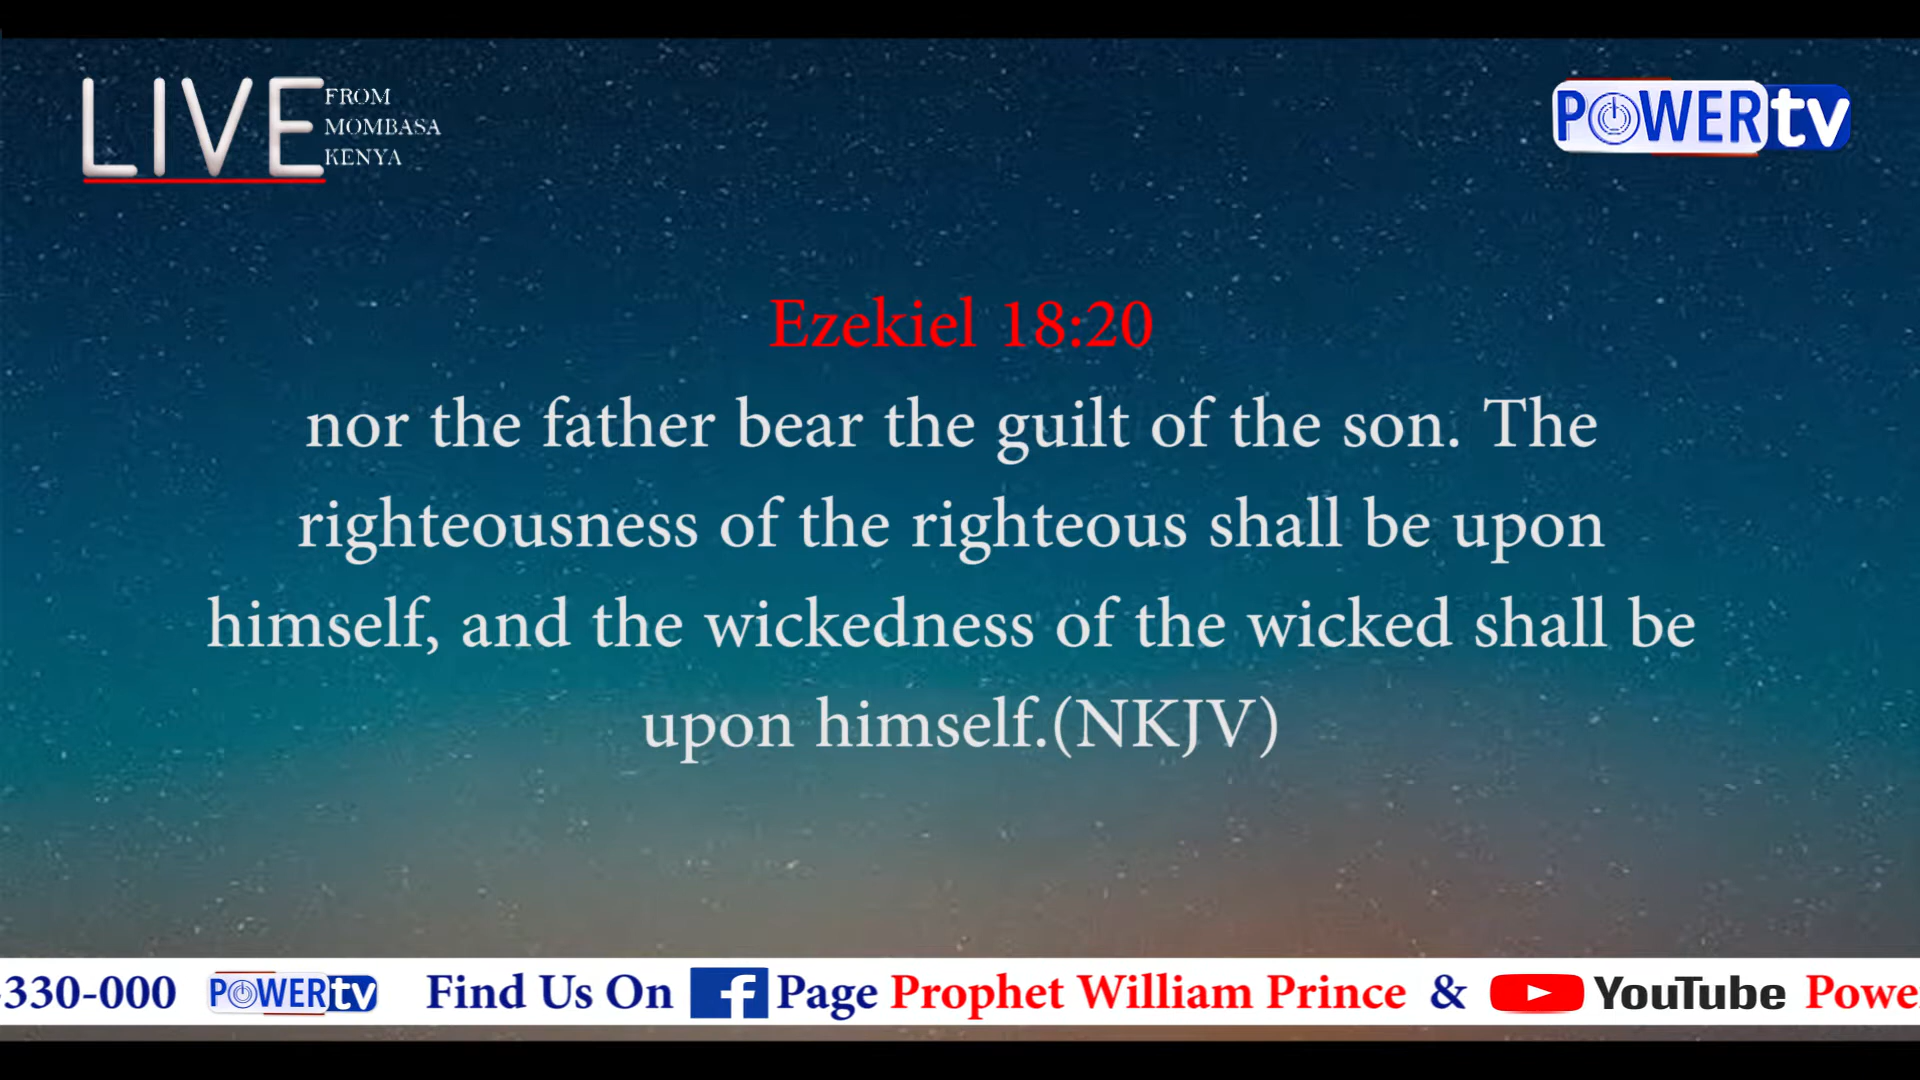 LIVE
FROM
MOMBASA
KENYA
POWERtv
Ezekiel 18:20
nor the father bear the guilt of the son. The
righteousness of the righteous shall be upon
himself, and the wickedness of the wicked shall be
upon himself.(NKJV)
-330-000 POWERtv Find Us On f Page Prophet William Prince & YouTube Powe